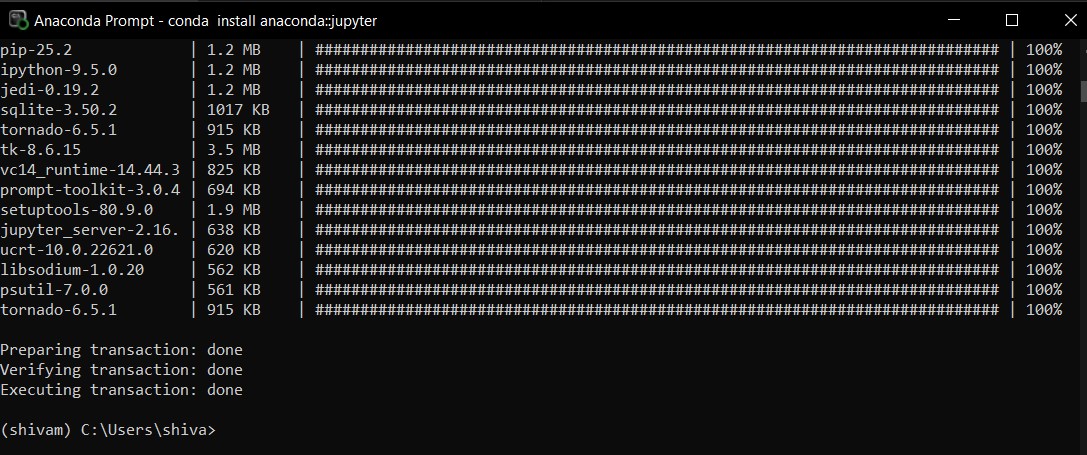 Anaconda Prompt - conda  install anaconda::jupyter
pip-25.2             | 1.2 MB    | ############################################################################ | 100%
ipython-9.5.0        | 1.2 MB    | ############################################################################ | 100%
jedi-0.19.2          | 1.2 MB    | ############################################################################ | 100%
sqlite-3.50.2        | 1017 KB   | ############################################################################ | 100%
tornado-6.5.1        | 915 KB    | ############################################################################ | 100%
tk-8.6.15            | 3.5 MB    | ############################################################################ | 100%
vc14_runtime-14.44.3 | 825 KB    | ############################################################################ | 100%
prompt-toolkit-3.0.4 | 694 KB    | ############################################################################ | 100%
setuptools-80.9.0    | 1.9 MB    | ############################################################################ | 100%
jupyter_server-2.16. | 638 KB    | ############################################################################ | 100%
ucrt-10.0.22621.0    | 620 KB    | ############################################################################ | 100%
libsodium-1.0.20     | 562 KB    | ############################################################################ | 100%
psutil-7.0.0         | 561 KB    | ############################################################################ | 100%
tornado-6.5.1        | 915 KB    | ############################################################################ | 100%
Preparing transaction: done
Verifying transaction: done
Executing transaction: done
(shivam) C:\Users\shiva>